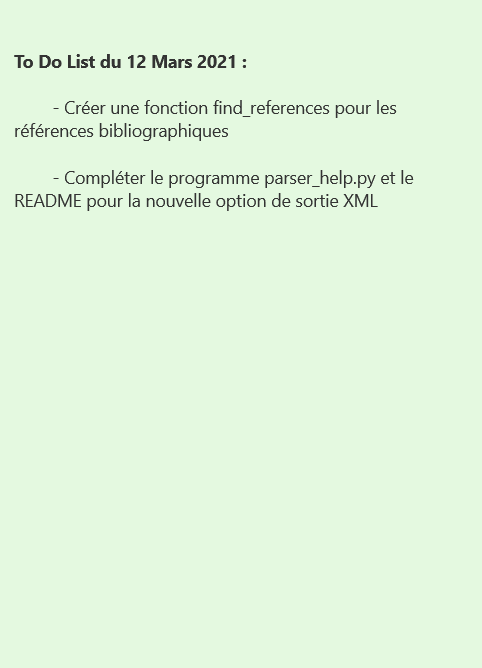 To Do List du 12 Mars 2021 :
- Créer une fonction find_references pour les
références bibliographiques
- Compléter le programme parser_help.py et le
README pour la nouvelle option de sortie XML